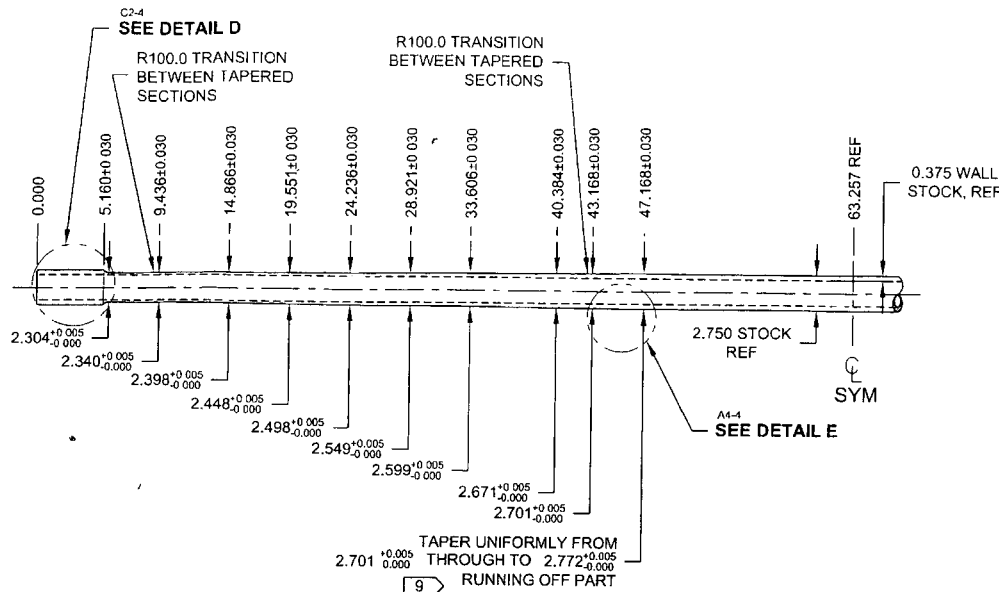 C2-4
SEE DETAIL D
R100.0 TRANSITION
BETWEEN TAPERED
SECTIONS
R100.0 TRANSITION
BETWEEN TAPERED
SECTIONS
0.000
5.160±0.030
9.436±0.030
14.866±0.030
19.551±0.030
24.236±0.030
28.921±0.030
33.606±0.030
40.384±0.030
43.168±0.030
47.168±0.030
63.257 REF
0.375 WALL
STOCK, REF
2.304 +0.005 -0.000
2.340 +0.005 -0.000
2.398 +0.005 -0.000
2.448 +0.005 -0.000
2.498 +0.005 -0.000
2.549 +0.005 -0.000
2.599 +0.005 -0.000
2.671 +0.005 -0.000
2.701 +0.005 -0.000
2.750 STOCK
REF
℄
SYM
A4-4
SEE DETAIL E
TAPER UNIFORMLY FROM
2.701 +0.005 0.000 THROUGH TO 2.772 +0.005 -0.000
9 RUNNING OFF PART